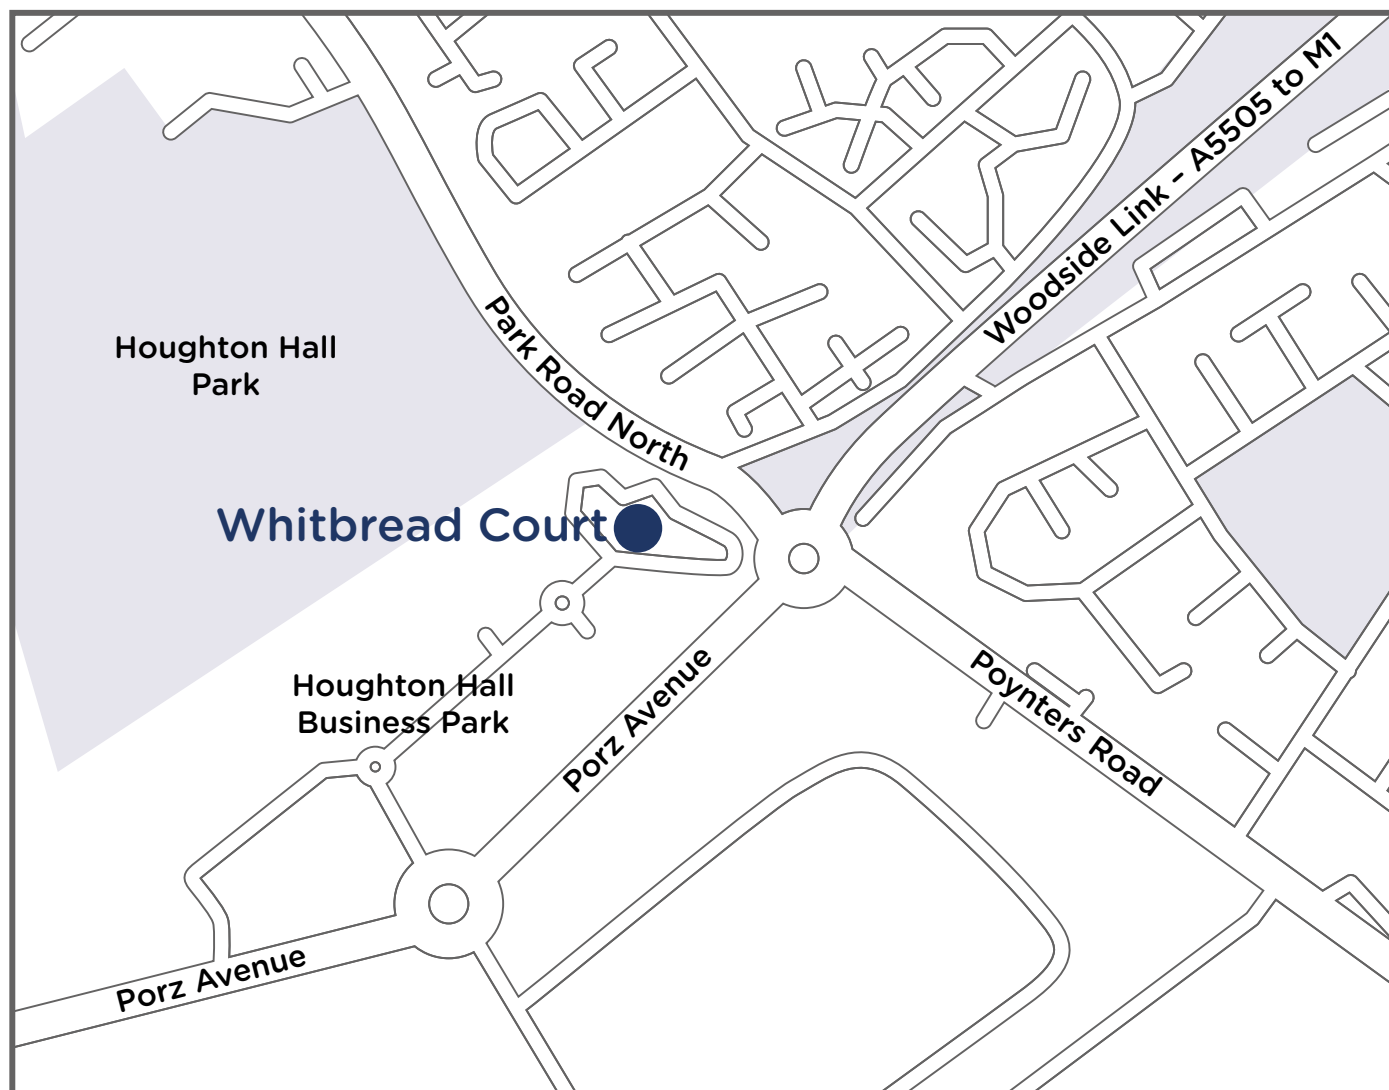 Woodside Link - A5505 to M1
Houghton Hall
Park
Park Road North
Whitbread Court
Houghton Hall
Business Park
Porz Avenue
Poynters Road
Porz Avenue